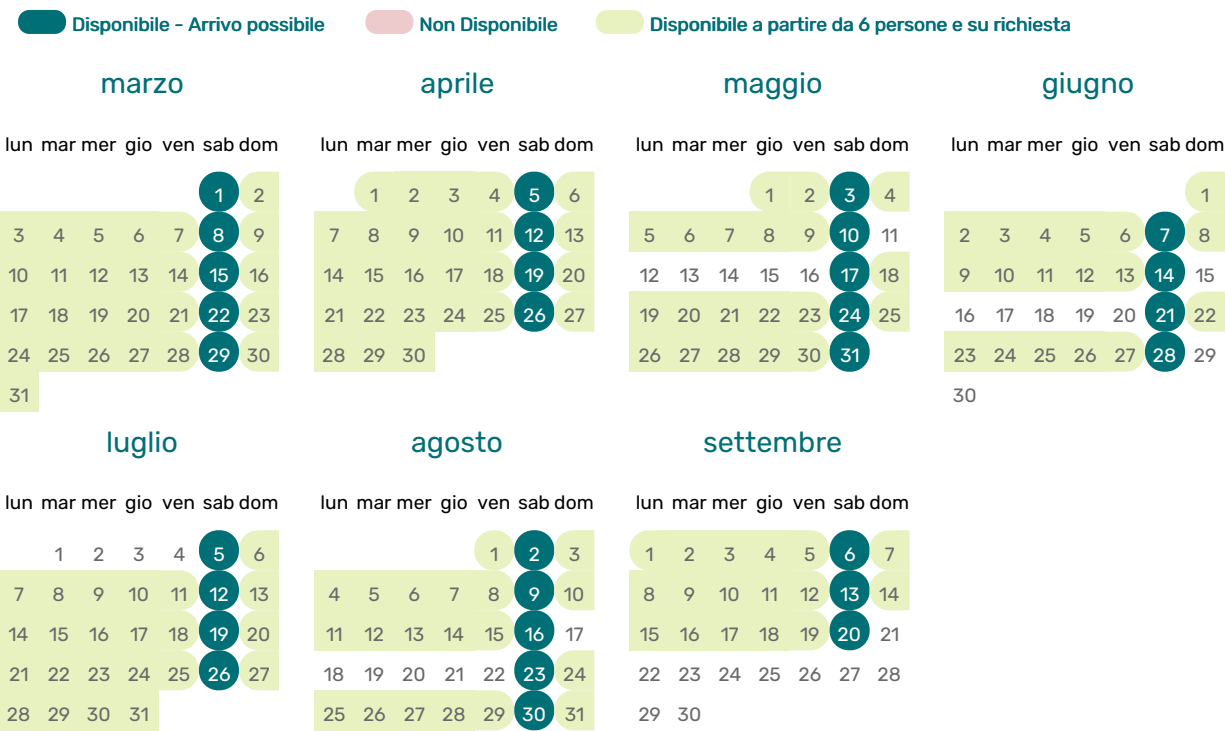 Disponibile - Arrivo possibile Non Disponibile Disponibile a partire da 6 persone e su richiesta
marzo aprile maggio giugno
lun mar mer gio ven sab dom lun mar mer gio ven sab dom lun mar mer gio ven sab dom lun mar mer gio ven sab dom
1 2 1 2 3 4 5 6 1 2 3 4 1
3 4 5 6 7 8 9 7 8 9 10 11 12 13 5 6 7 8 9 10 11 2 3 4 5 6 7 8
10 11 12 13 14 15 16 14 15 16 17 18 19 20 12 13 14 15 16 17 18 9 10 11 12 13 14 15
17 18 19 20 21 22 23 21 22 23 24 25 26 27 19 20 21 22 23 24 25 16 17 18 19 20 21 22
24 25 26 27 28 29 30 28 29 30 26 27 28 29 30 31 23 24 25 26 27 28 29
31 30
luglio agosto settembre
lun mar mer gio ven sab dom lun mar mer gio ven sab dom lun mar mer gio ven sab dom
1 2 3 4 5 6 1 2 3 1 2 3 4 5 6 7
7 8 9 10 11 12 13 4 5 6 7 8 9 10 8 9 10 11 12 13 14
14 15 16 17 18 19 20 11 12 13 14 15 16 17 15 16 17 18 19 20 21
21 22 23 24 25 26 27 18 19 20 21 22 23 24 22 23 24 25 26 27 28
28 29 30 31 25 26 27 28 29 30 31 29 30